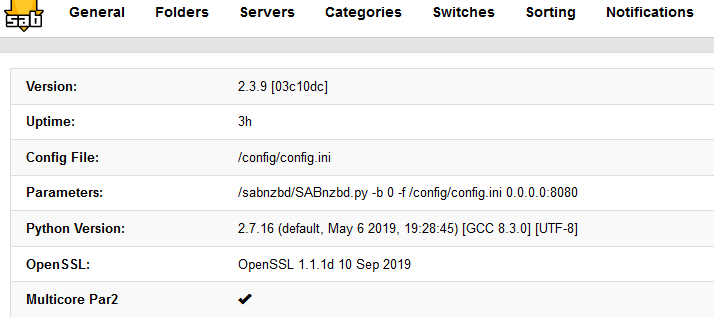 sab General Folders Servers Categories Switches Sorting Notifications
Version: 2.3.9 [03c10dc]
Uptime: 3h
Config File: /config/config.ini
Parameters: /sabnzbd/SABnzbd.py -b 0 -f /config/config.ini 0.0.0.0:8080
Python Version: 2.7.16 (default, May 6 2019, 19:28:45) [GCC 8.3.0] [UTF-8]
OpenSSL: OpenSSL 1.1.1d 10 Sep 2019
Multicore Par2 ✔